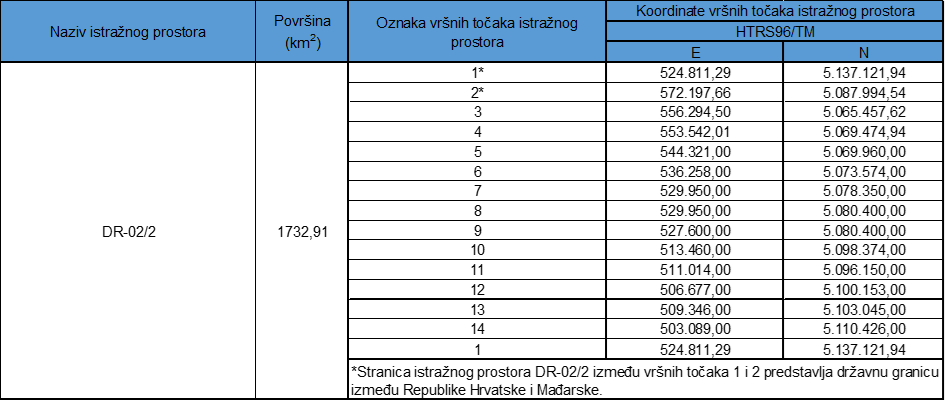 Naziv istražnog prostora
Površina
(km²)
Oznaka vršnih točaka istražnog
prostora
Koordinate vršnih točaka istražnog prostora
HTRS96/TM
E N
DR-02/2
1732,91
1* 524.811,29 5.137.121,94
2* 572.197,66 5.087.994,54
3 556.294,50 5.065.457,62
4 553.542,01 5.069.474,94
5 544.321,00 5.069.960,00
6 536.258,00 5.073.574,00
7 529.950,00 5.078.350,00
8 529.950,00 5.080.400,00
9 527.600,00 5.080.400,00
10 513.460,00 5.098.374,00
11 511.014,00 5.096.150,00
12 506.677,00 5.100.153,00
13 509.346,00 5.103.045,00
14 503.089,00 5.110.426,00
1 524.811,29 5.137.121,94
*Stranica istražnog prostora DR-02/2 između vršnih točaka 1 i 2 predstavlja državnu granicu
između Republike Hrvatske i Mađarske.